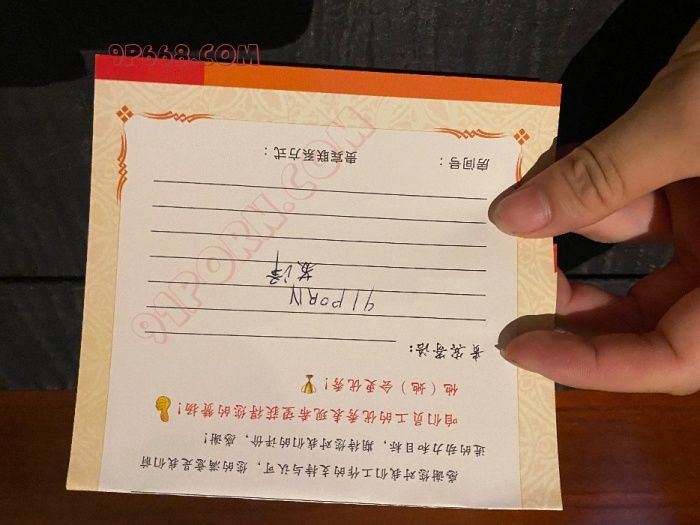 9P668.COM
91PORN.COM
感谢您对我们工作的支持与认可，您的满意是我们前
进的动力和目标，期待您对我们的评价，感谢！
咱们员工的优秀表现希望获得您的赞扬！
他（她）会更优秀！
贵宾寄语：
91PORN
房间号： 贵宾联系方式：